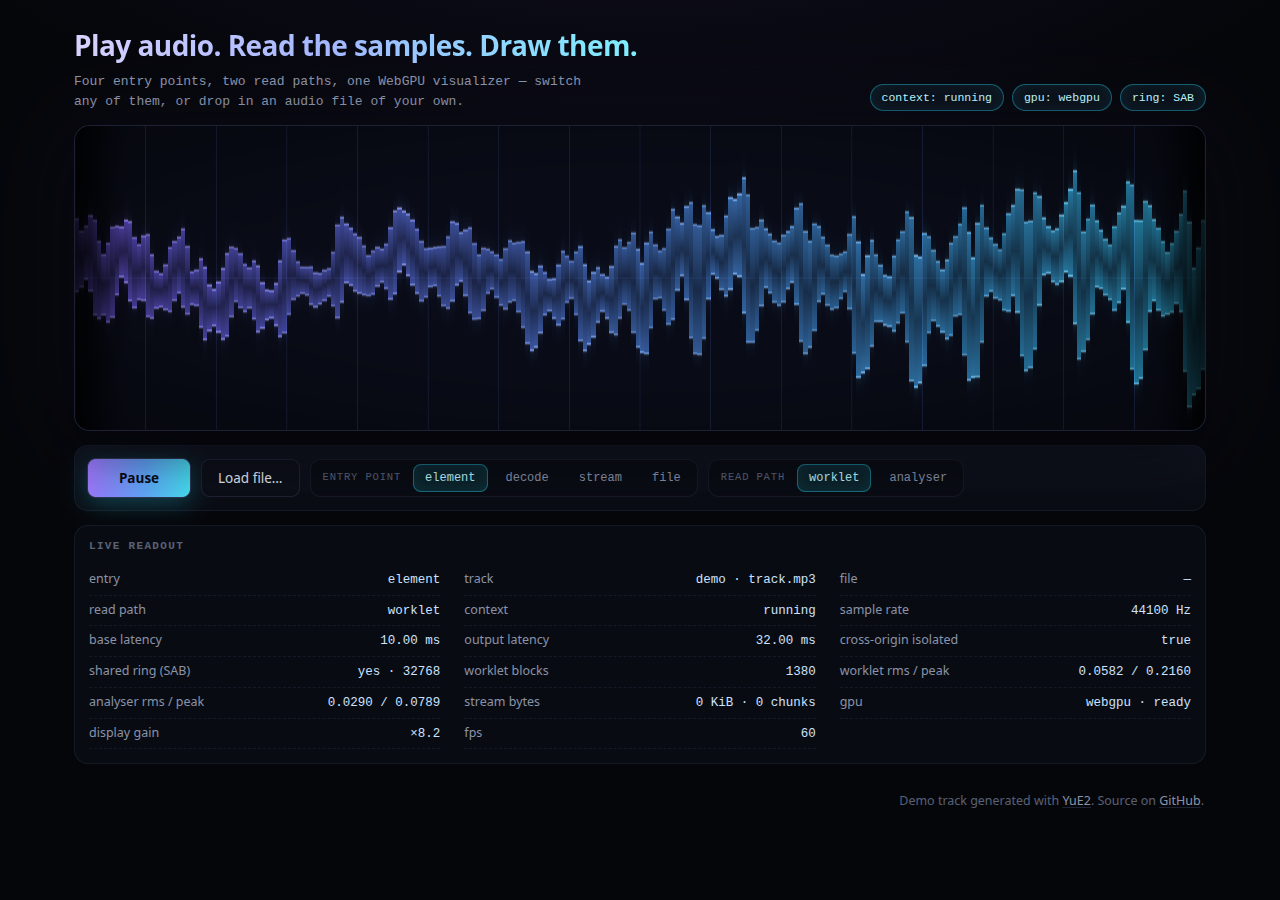 Play audio. Read the samples. Draw them.
Four entry points, two read paths, one WebGPU visualizer — switch
any of them, or drop in an audio file of your own.
context: running
gpu: webgpu
ring: SAB
Pause
Load file...
ENTRY POINT
element
decode
stream
file
READ PATH
worklet
analyser
LIVE READOUT
entry element
track demo · track.mp3
file —
read path worklet
context running
sample rate 44100 Hz
base latency 10.00 ms
output latency 32.00 ms
cross-origin isolated true
shared ring (SAB) yes · 32768
worklet blocks 1380
worklet rms / peak 0.0582 / 0.2160
analyser rms / peak 0.0290 / 0.0789
stream bytes 0 KiB · 0 chunks
gpu webgpu · ready
display gain ×8.2
fps 60
Demo track generated with YuE2. Source on GitHub.